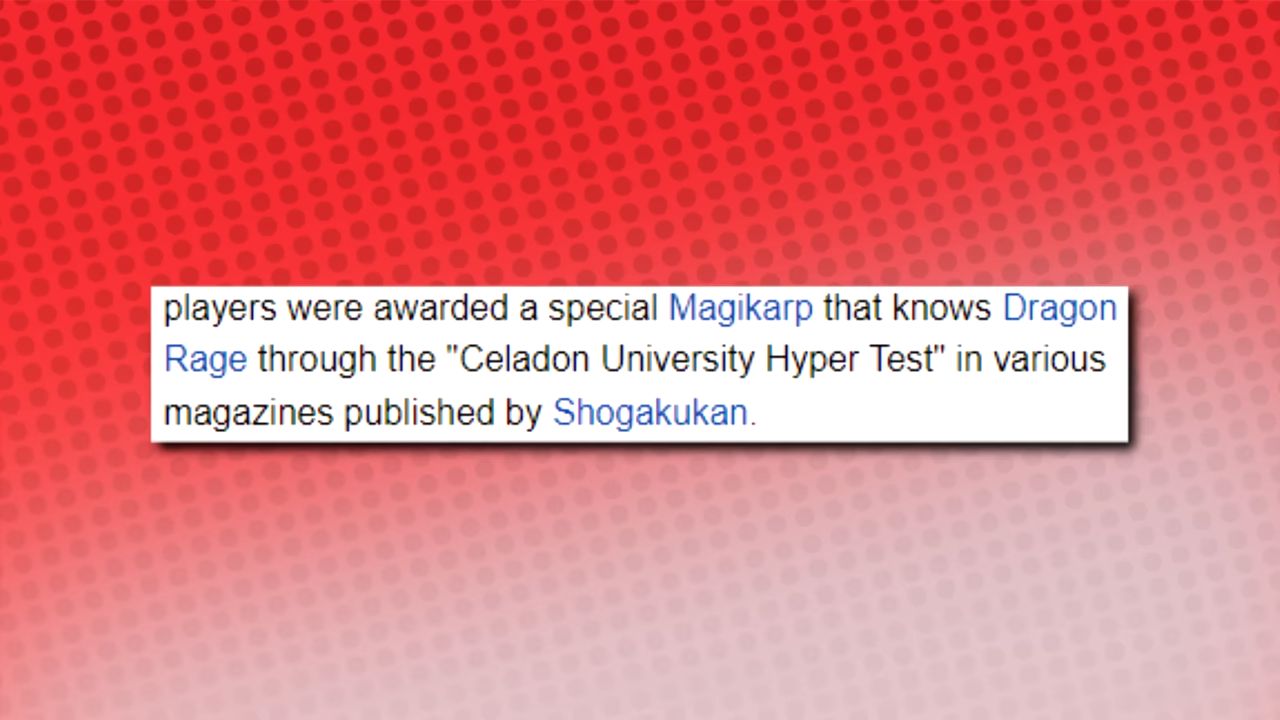 players were awarded a special Magikarp that knows Dragon
Rage through the "Celadon University Hyper Test" in various
magazines published by Shogakukan.